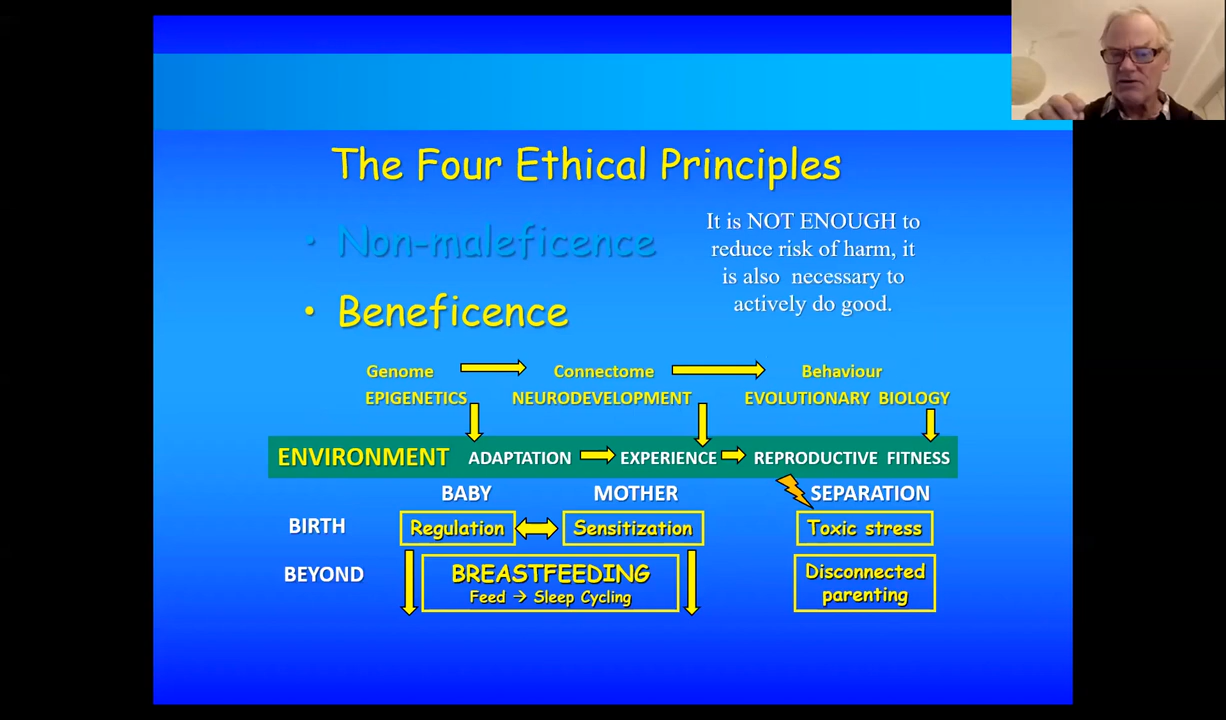 The Four Ethical Principles
• Non-maleficence
It is NOT ENOUGH to
reduce risk of harm, it
is also necessary to
actively do good.
• Beneficence
Genome Connectome Behaviour
EPIGENETICS NEURODEVELOPMENT EVOLUTIONARY BIOLOGY
ENVIRONMENT ADAPTATION EXPERIENCE REPRODUCTIVE FITNESS
BABY MOTHER SEPARATION
BIRTH Regulation Sensitization Toxic stress
BEYOND BREASTFEEDING
Feed → Sleep Cycling
Disconnected
parenting